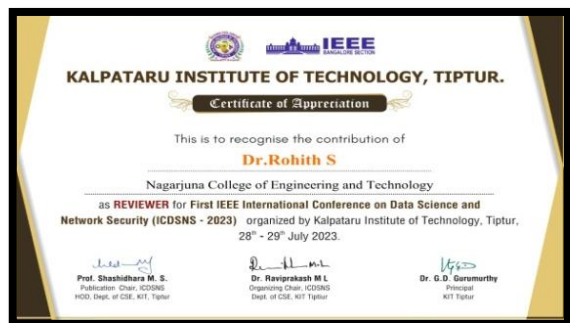 IEEE
BANGALORE SECTION
KALPATARU INSTITUTE OF TECHNOLOGY, TIPTUR.
Certificate of Appreciation
This is to recognise the contribution of
Dr.Rohith S
Nagarjuna College of Engineering and Technology
as REVIEWER for First IEEE International Conference on Data Science and
Network Security (ICDSNS - 2023) organized by Kalpataru Institute of Technology, Tiptur,
28th - 29th July 2023.
Prof. Shashidhara M. S. Dr. Raviprakash M L Dr. G.D. Gurumurthy
Publication Chair, ICDSNS Organizing Chair, ICDSNS Principal
HOD, Dept. of CSE, KIT, Tiptur Dept. of CSE, KIT Tiptur KIT Tiptur